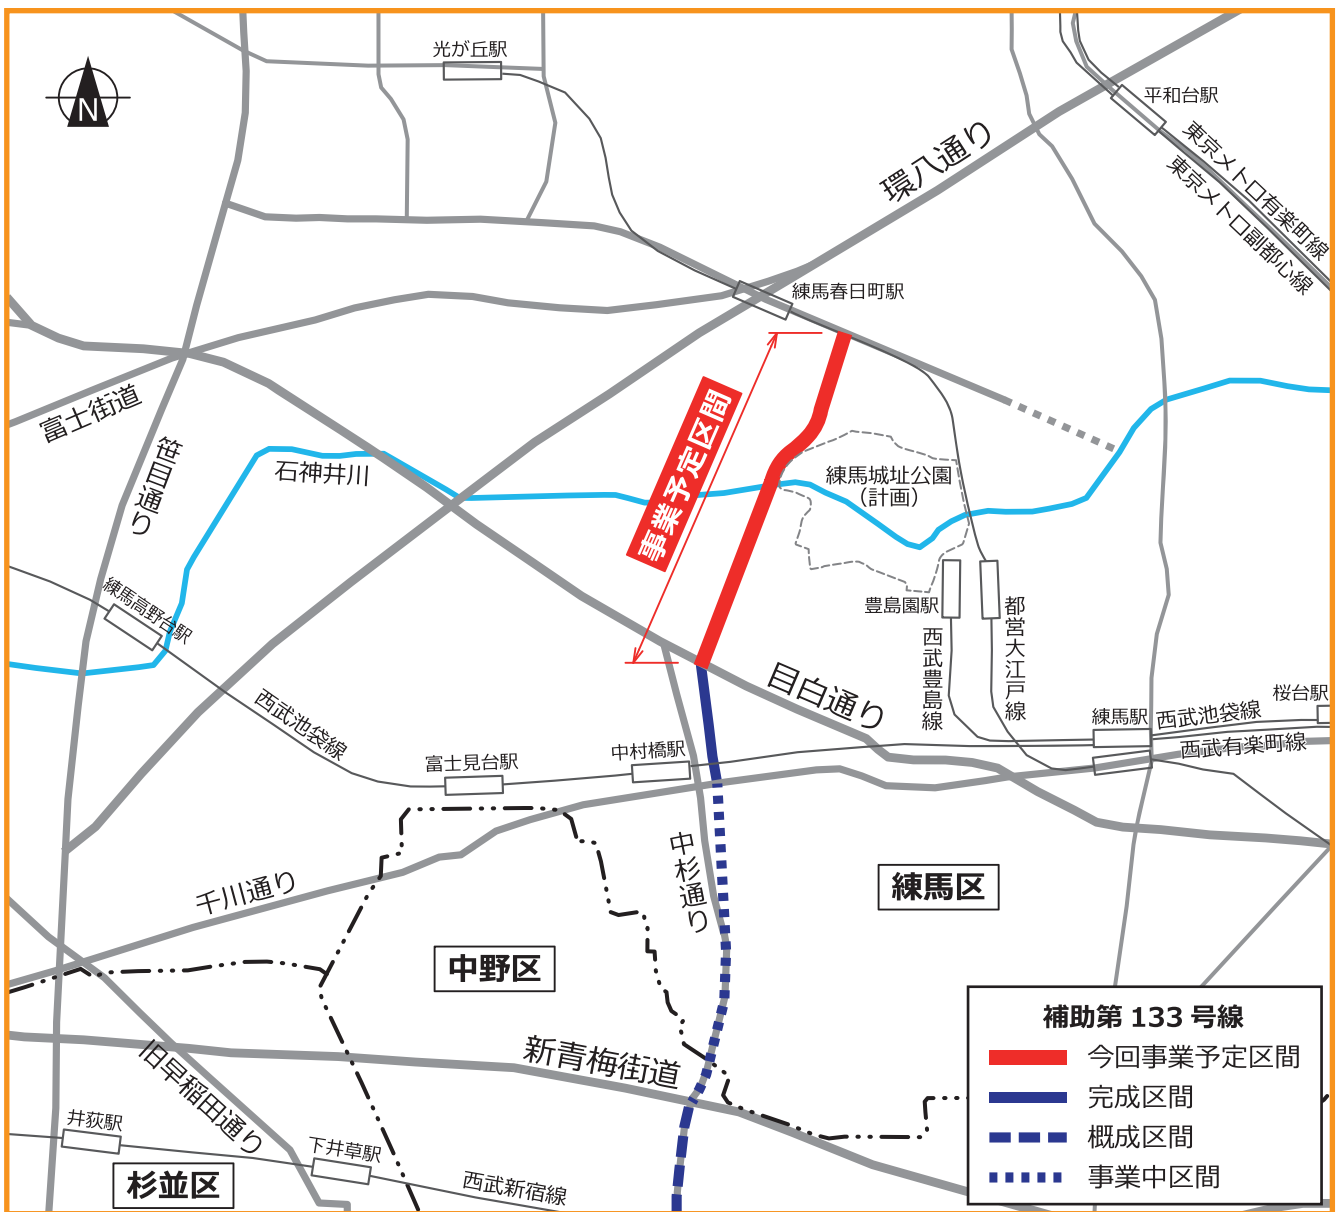 光が丘駅
平和台駅
N
環八通り
東京メトロ有楽町線
東京メトロ副都心線
練馬春日町駅
富士街道
笹目通り
石神井川
事業予定区間
練馬城址公園
（計画）
練馬高野台駅
豊島園駅
西武豊島線
都営大江戸線
目白通り
西武池袋線
富士見台駅
中村橋駅
練馬駅
西武池袋線
桜台駅
西武有楽町線
中杉通り
千川通り
練馬区
中野区
新青梅街道
旧早稲田通り
井荻駅
下井草駅
杉並区
西武新宿線
補助第 133 号線
今回事業予定区間
完成区間
概成区間
事業中区間